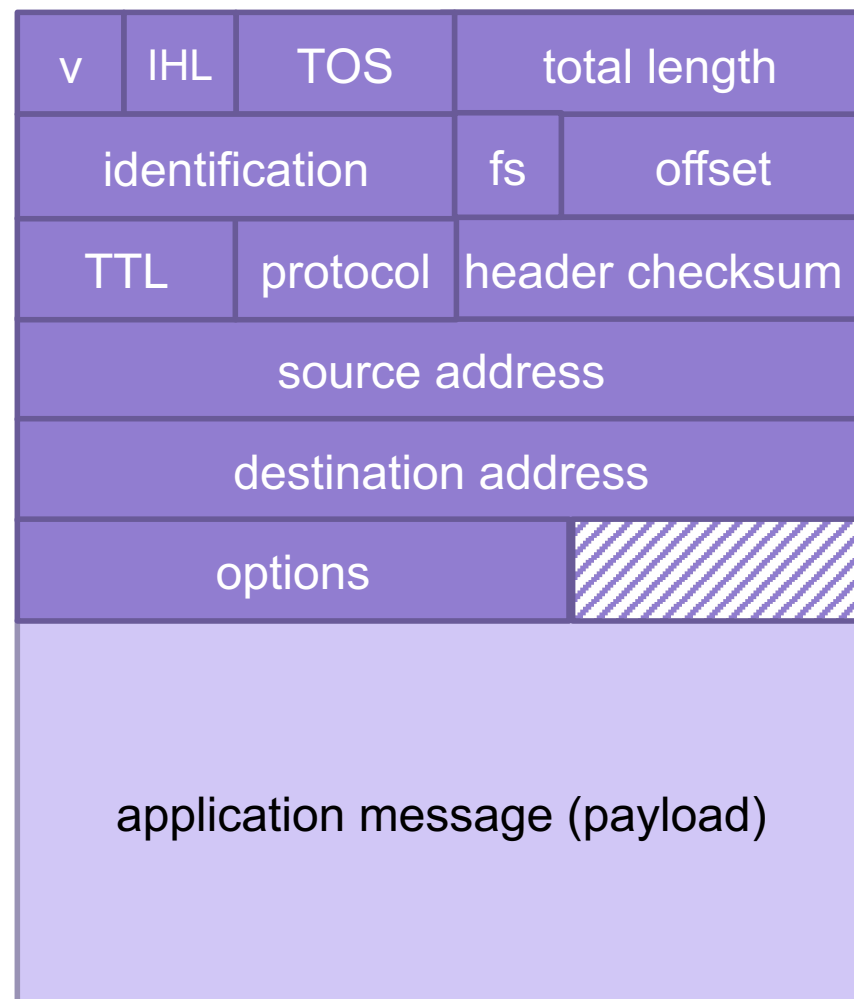 v IHL TOS total length
identification fs offset
TTL protocol header checksum
source address
destination address
options
application message (payload)